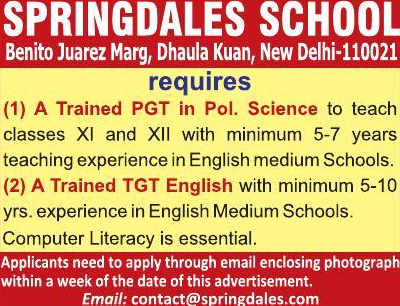 SPRINGDALES SCHOOL
Benito Juarez Marg, Dhaula Kuan, New Delhi-110021
requires
(1) A Trained PGT in Pol. Science to teach
classes XI and XII with minimum 5-7 years
teaching experience in English medium Schools.
(2) A Trained TGT English with minimum 5-10
yrs. experience in English Medium Schools.
Computer Literacy is essential.
Applicants need to apply through email enclosing photograph
within a week of the date of this advertisement.
Email: contact@springdales.com